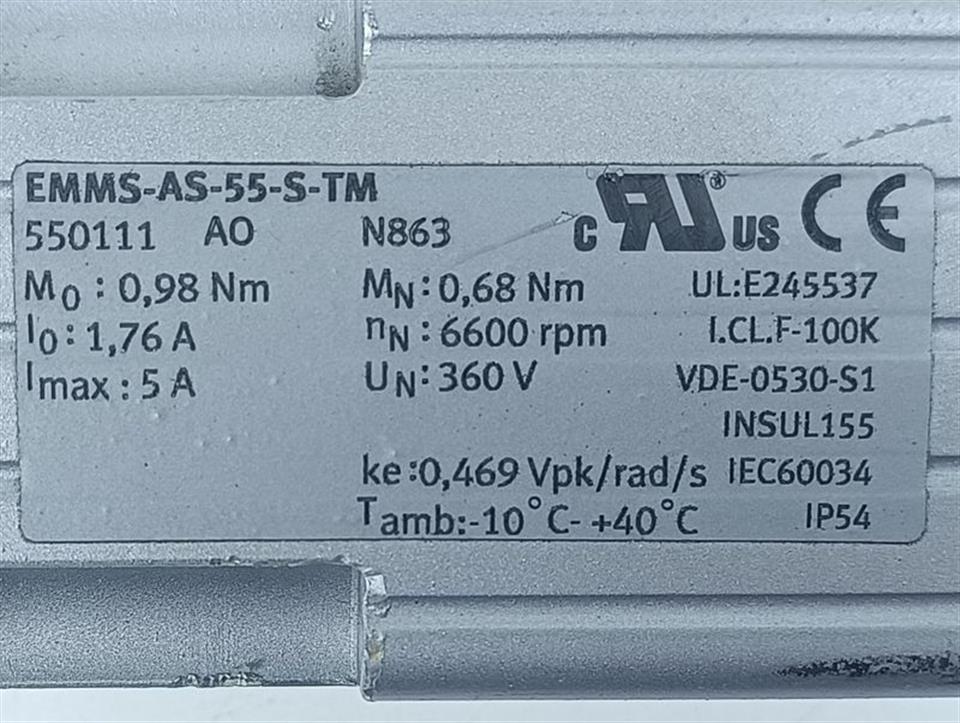 EMMS-AS-55-S-TM
550111 AO N863 c RU ® US CE
M0 : 0,98 Nm MN: 0,68 Nm UL:E245537
I0: 1,76 A nN : 6600 rpm I.CL.F-100K
Imax : 5 A UN: 360 V VDE-0530-S1
INSUL155
ke:0,469 Vpk/rad/s IEC60034
Tamb:-10°C- +40°C IP54